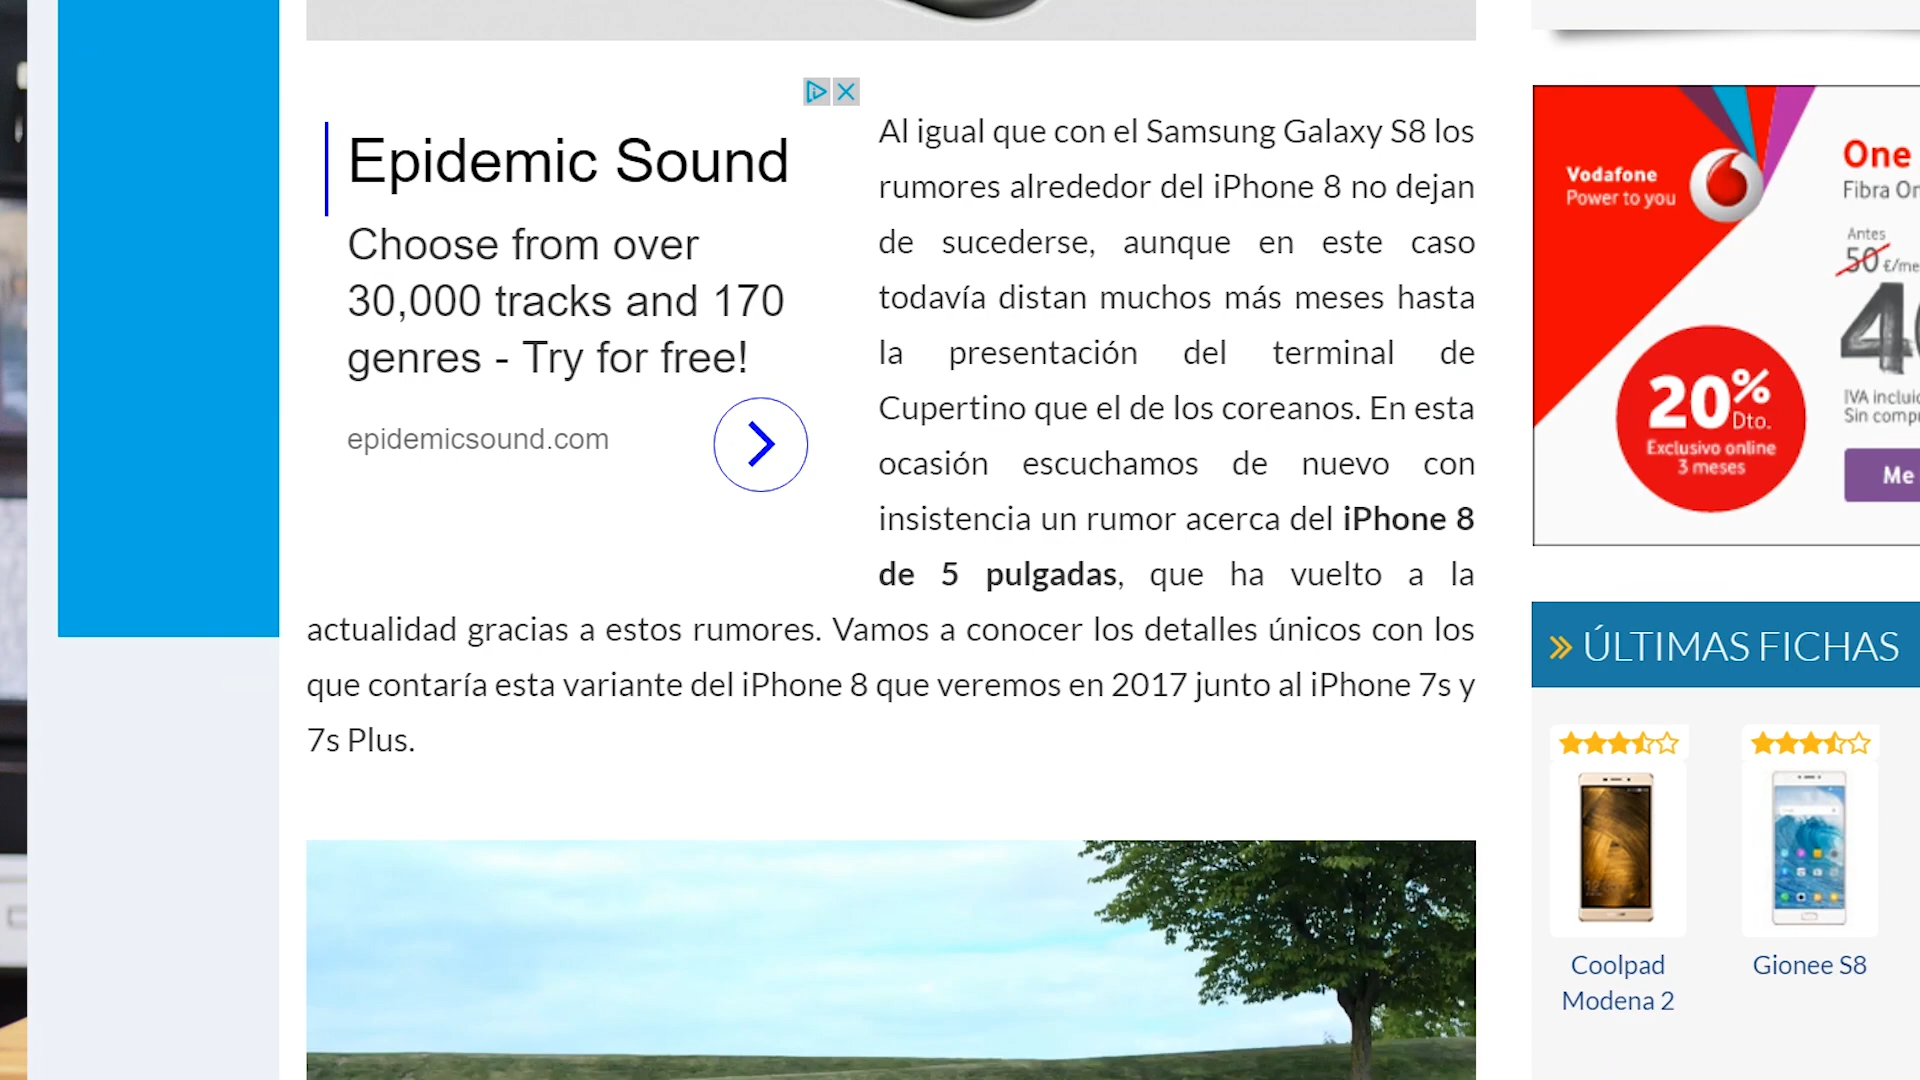 Epidemic Sound
Choose from over
30,000 tracks and 170
genres - Try for free!
epidemicsound.com
Al igual que con el Samsung Galaxy S8 los
rumores alrededor del iPhone 8 no dejan
de sucederse, aunque en este caso
todavía distan muchos más meses hasta
la presentación del terminal de
Cupertino que el de los coreanos. En esta
ocasión escuchamos de nuevo con
insistencia un rumor acerca del iPhone 8
de 5 pulgadas, que ha vuelto a la
actualidad gracias a estos rumores. Vamos a conocer los detalles únicos con los
que contaría esta variante del iPhone 8 que veremos en 2017 junto al iPhone 7s y
7s Plus.
Vodafone
Power to you
One
Fibra
Antes
50 €/me
20% Dto.
Exclusivo online
3 meses
IVA
Sin
Me
» ÚLTIMAS FICHAS
Coolpad
Modena 2
Gionee S8